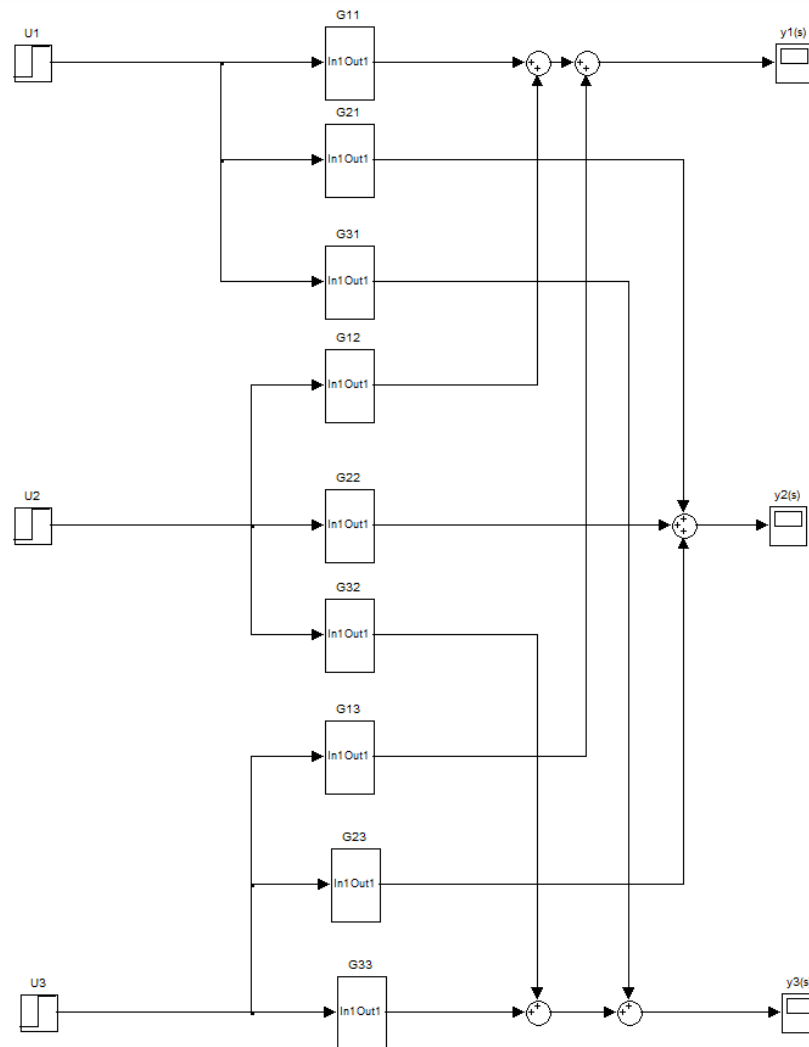 U1
G11
In1Out1
+
+
+
+
y1(s)
G21
In1Out1
G31
In1Out1
G12
In1Out1
U2
G22
In1Out1
+
+
+
y2(s)
G32
In1Out1
G13
In1Out1
G23
In1Out1
U3
G33
In1Out1
+
+
+
+
y3(s)